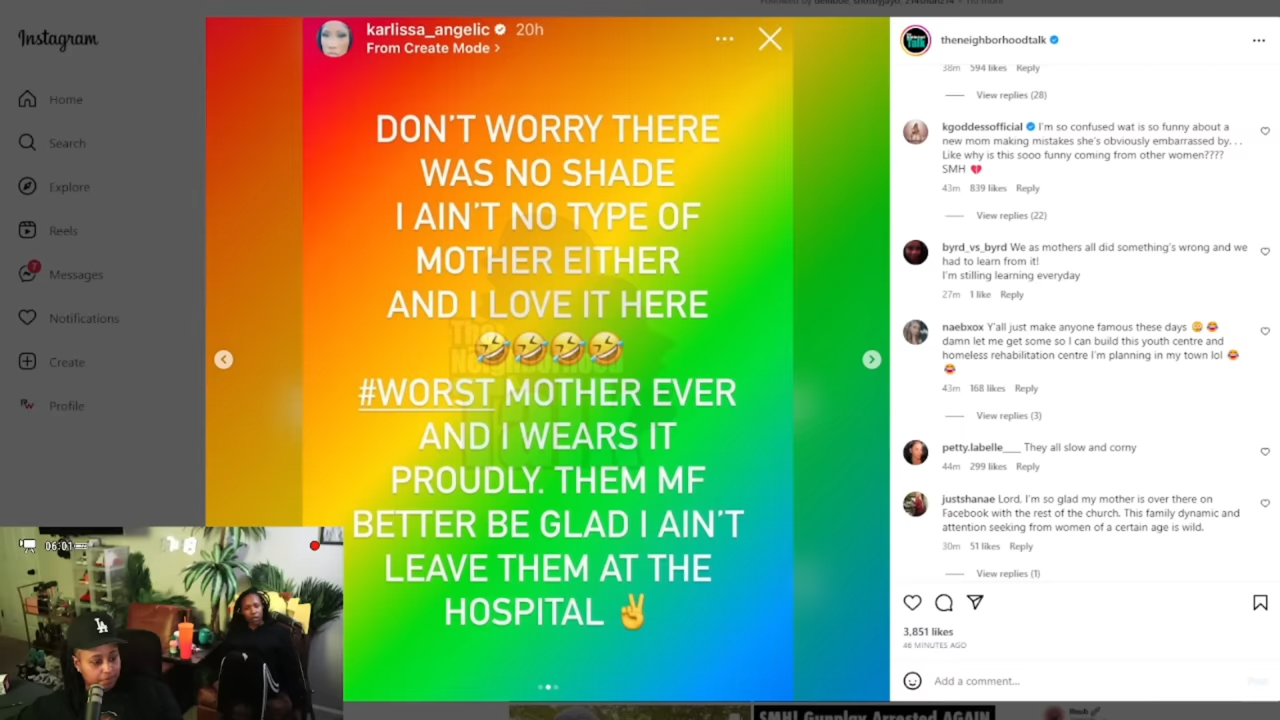 Instagram
Home
Search
Explore
Reels
7
Messages
Notifications
Create
Profile
06:01
LA
karlissa_angelic 20h
From Create Mode >
DON'T WORRY THERE
WAS NO SHADE
I AIN'T NO TYPE OF
MOTHER EITHER
AND I LOVE IT HERE
🤣🤣🤣🤣
#WORST MOTHER EVER
AND I WEARS IT
PROUDLY. THEM MF
BETTER BE GLAD I AIN'T
LEAVE THEM AT THE
HOSPITAL ✌️
The
Neighborhood
Talk
theneighborhoodtalk
38m 594 likes Reply
View replies (28)
kgoddessofficial I'm so confused wat is so funny about a
new mom making mistakes she's obviously embarrassed by. . .
Like why is this sooo funny coming from other women????
SMH 💔
43m 839 likes Reply
View replies (22)
byrd_vs_byrd We as mothers all did something's wrong and we
had to learn from it!
I'm stilling learning everyday
27m 1 like Reply
naebxox Y'all just make anyone famous these days 😳 😂
damn let me get some so I can build this youth centre and
homeless rehabilitation centre I'm planning in my town lol 😂
😂
43m 168 likes Reply
View replies (3)
petty.labelle___ They all slow and corny
44m 299 likes Reply
justshanae Lord. I'm so glad my mother is over there on
Facebook with the rest of the church. This family dynamic and
attention seeking from women of a certain age is wild.
30m 51 likes Reply
View replies (1)
3,851 likes
46 MINUTES AGO
Add a comment...
Post
SMH! Gunplay Arrested AGAIN